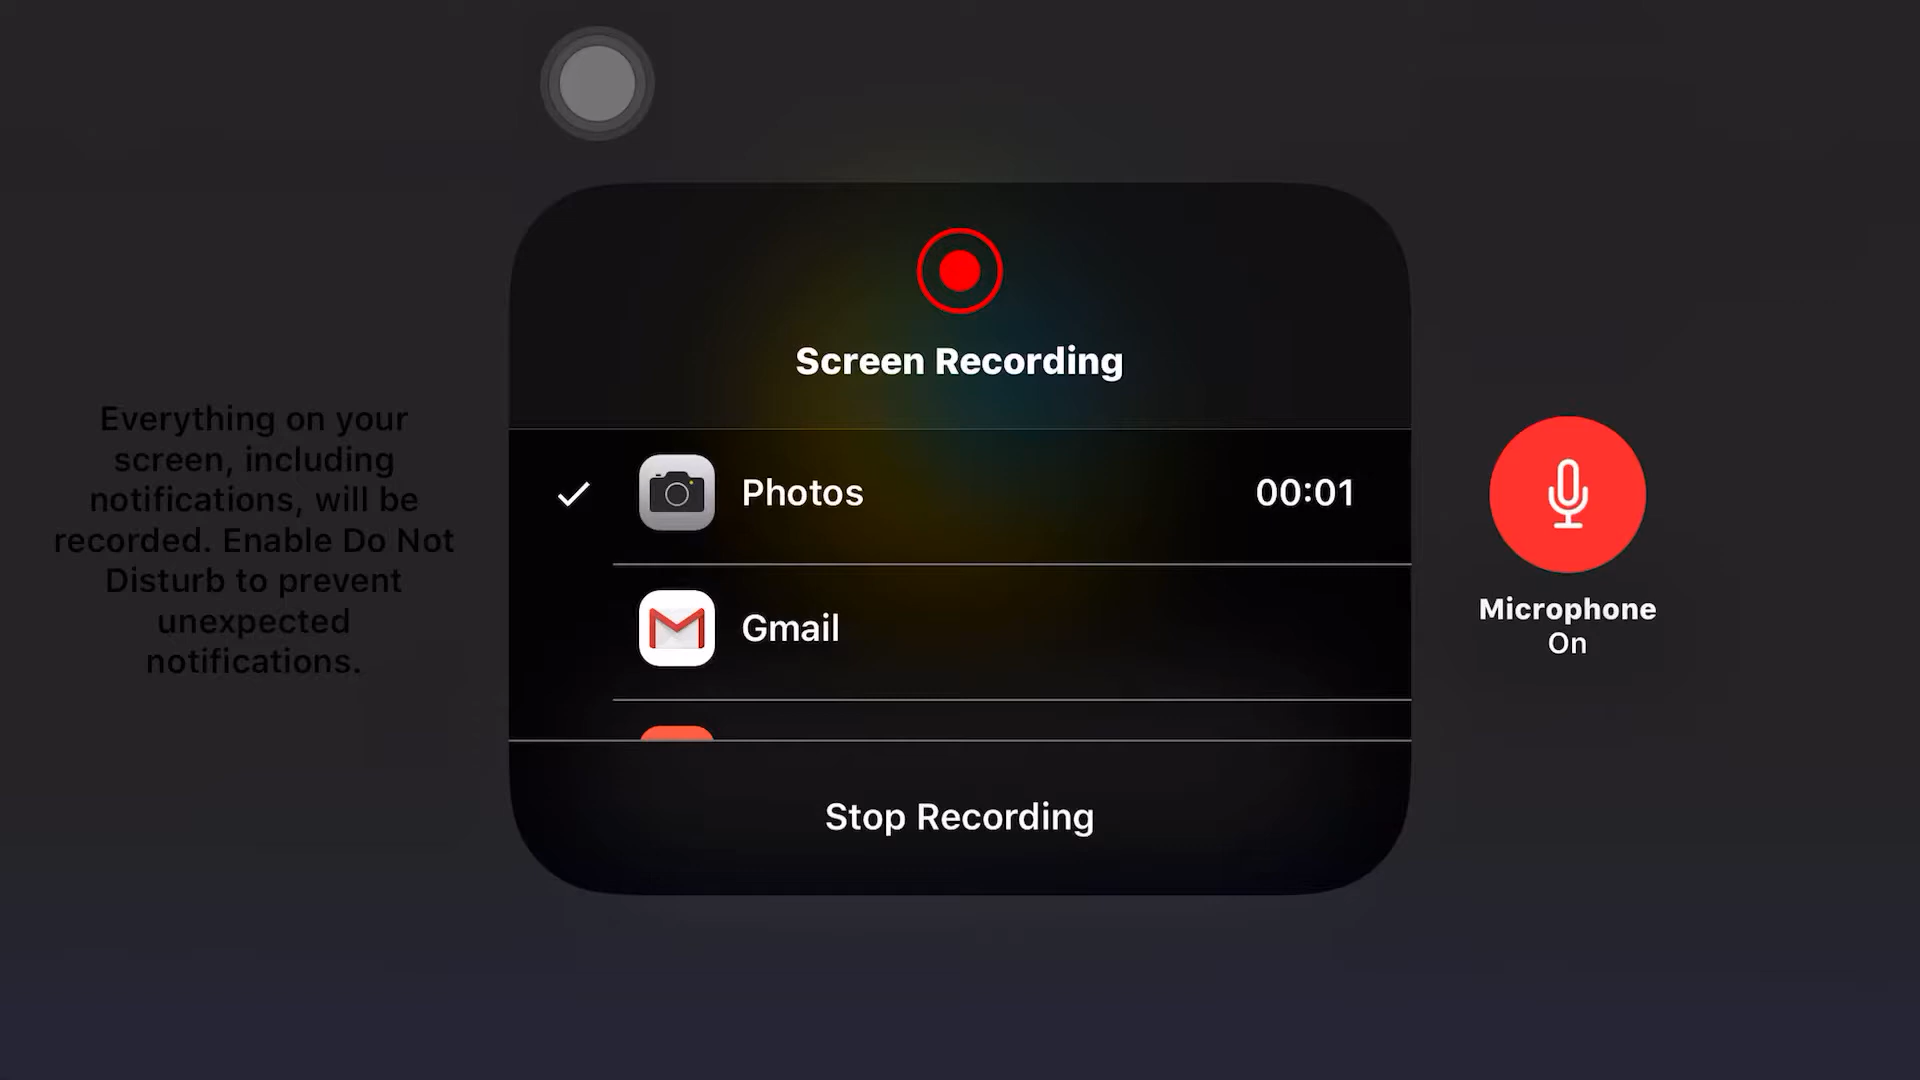 Screen Recording
Everything on your
screen, including
notifications, will be
recorded. Enable Do Not
Disturb to prevent
unexpected
notifications.
Photos 00:01
Gmail
Stop Recording
Microphone
On